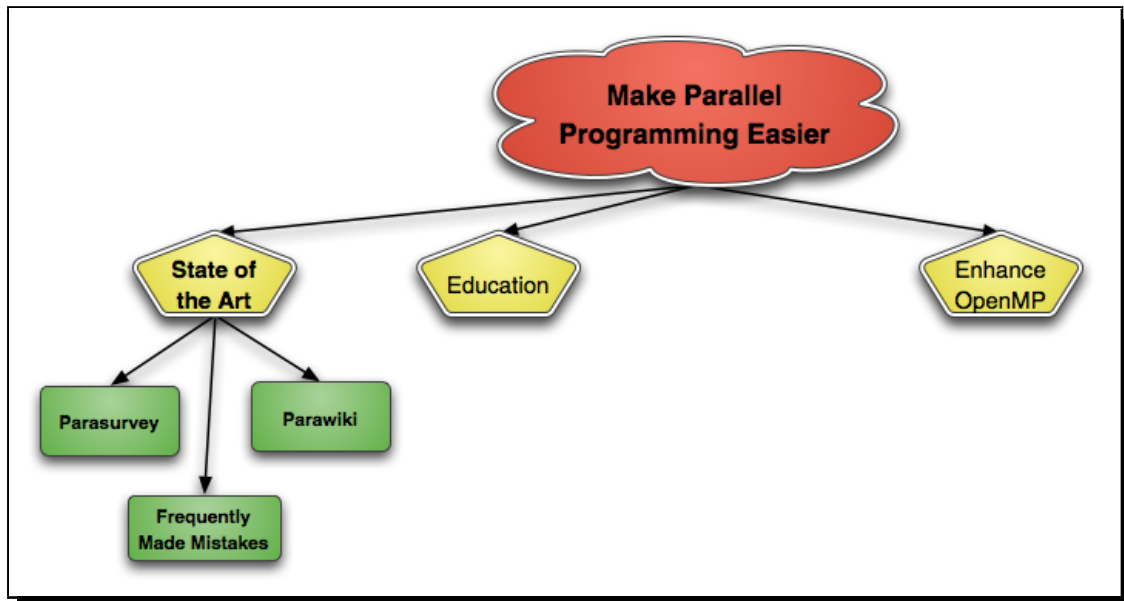 Make Parallel
Programming Easier
State of
the Art
Education
Enhance
OpenMP
Parasurvey
Parawiki
Frequently
Made Mistakes